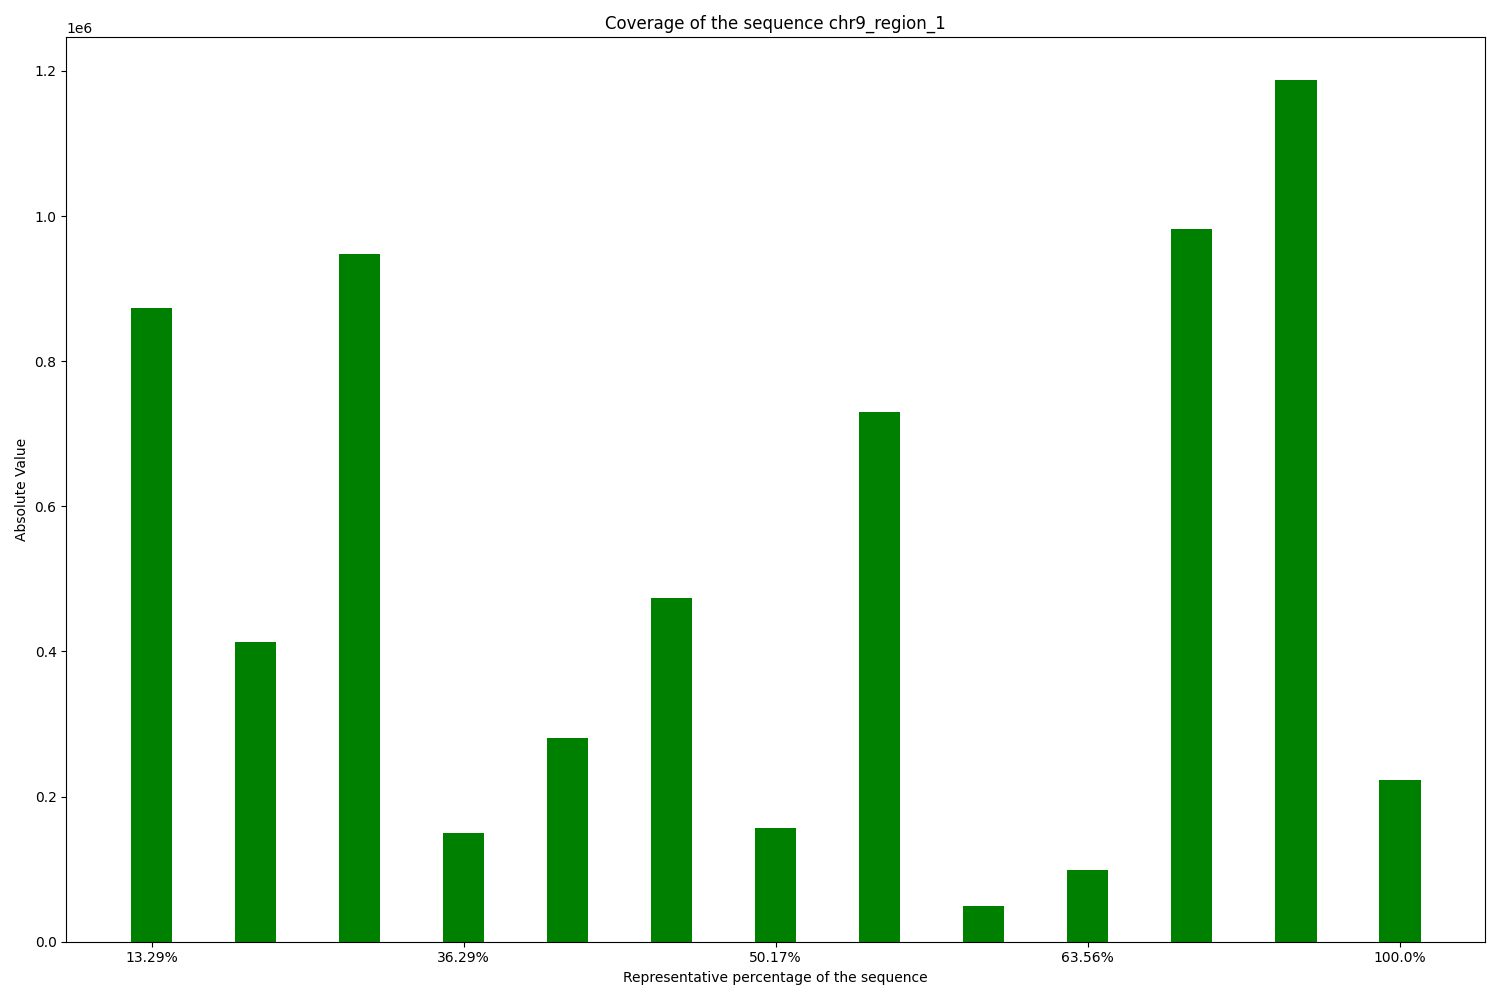 Coverage of the sequence chr9_region_1
1e6
1.2
1.0
0.8
0.6
0.4
0.2
0.0
Absolute Value
13.29% 36.29% 50.17% 63.56% 100.0%
Representative percentage of the sequence